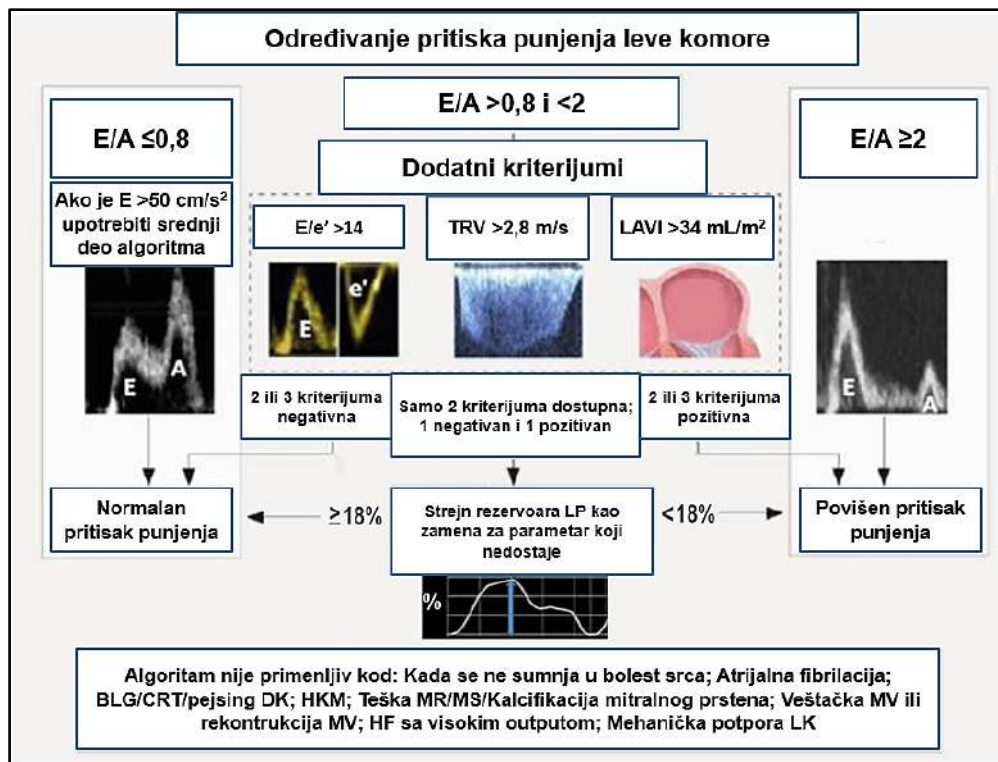 Određivanje pritiska punjenja leve komore
E/A ≤0,8
Ako je E >50 cm/s²
upotrebiti srednji
deo algitma
E
A
E/A >0,8 i <2
Dodatni kriterijumi
E/e′ >14
E
e'
TRV >2,8 m/s
LAVI >34 mL/m²
E/A ≥2
E
A
2 ili 3 kriterijuma
negativna
Samo 2 kriterijuma dostupna;
1 negativan i 1 pozitivan
2 ili 3 kriterijuma
pozitivna
Normalan
pritisak punjenja
≥18%
Strejn rezervoara LP kao
zamena za parametar koji
nedostaje
<18%
Povišen pritisak
punjenja
%
Algoritam nije primenljiv kod: Kada se ne sumnja u bolest srca; Atrijalna fibrilacija;
BLG/CRT/pejsing DK; HKM; Teška MR/MS/Kalcifikacija mitralnog prstena; Veštačka MV ili
rekontrukcija MV; HF sa visokim outputom; Mehanička potpora LK